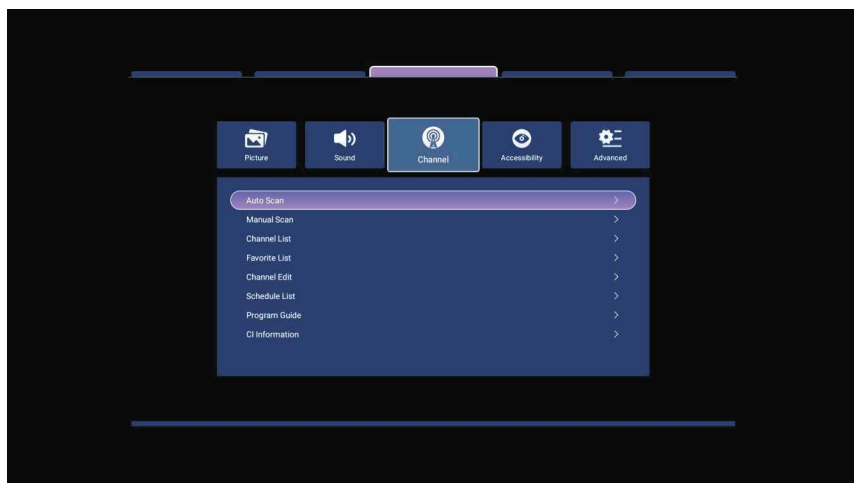 Picture
Sound
Channel
Accessibility
Advanced
Auto Scan
Manual Scan
Channel List
Favorite List
Channel Edit
Schedule List
Program Guide
CI Information